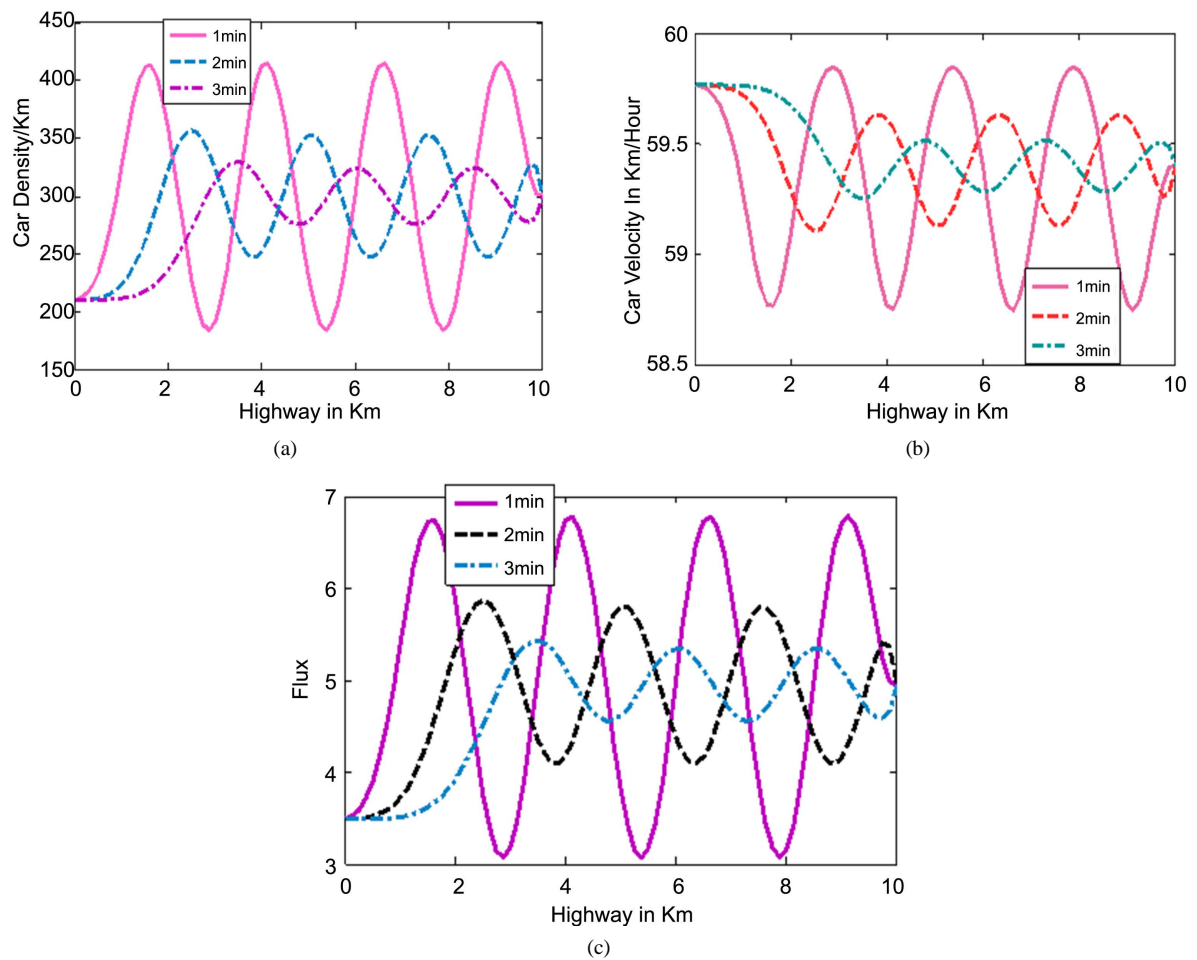 450
400
350
300
250
200
150
Car Density/Km
1min
2min
3min
0 2 4 6 8 10
Highway in Km
(a)
60
59.5
59
58.5
Car Velocity In Km/Hour
1min
2min
3min
0 2 4 6 8 10
Highway in Km
(b)
7
6
5
4
3
Flux
1min
2min
3min
0 2 4 6 8 10
Highway in Km
(c)